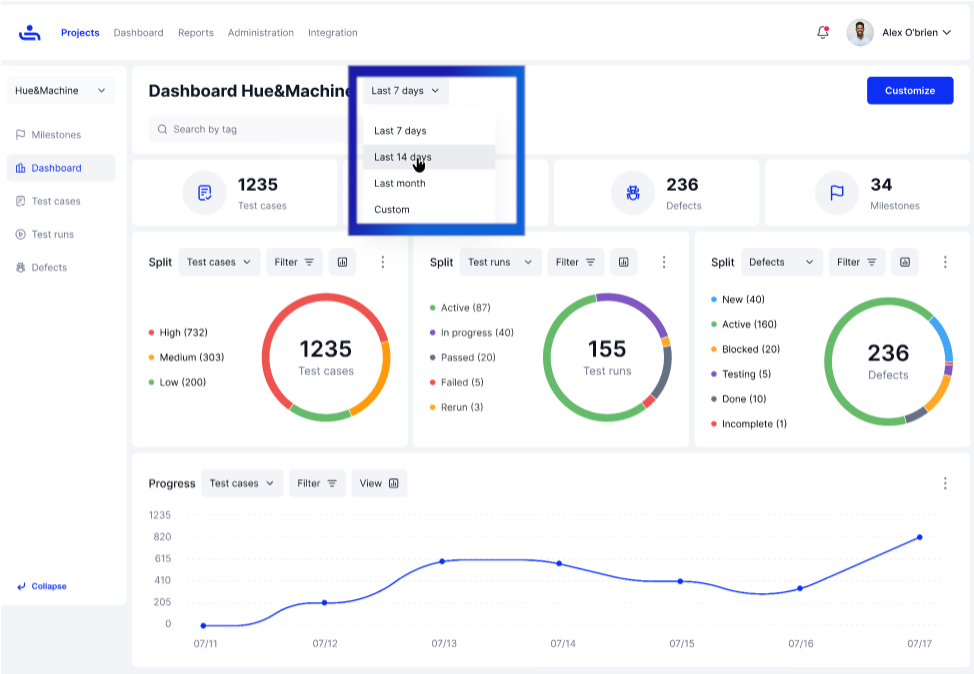 Projects Dashboard Reports Administration Integration Alex O'brien
Hue&Machine
Milestones
Dashboard
Test cases
Test runs
Defects
Collapse
Dashboard Hue&Machine Last 7 days Customize
Search by tag
Last 7 days
Last 14 days
Last month
Custom
1235
Test cases
236
Defects
34
Milestones
Split Test cases Filter
High (732)
Medium (303)
Low (200)
1235
Test cases
Split Test runs Filter
Active (87)
In progress (40)
Passed (20)
Failed (5)
Rerun (3)
155
Test runs
Split Defects Filter
New (40)
Active (160)
Blocked (20)
Testing (5)
Done (10)
Incomplete (1)
236
Defects
Progress Test cases Filter View
1235
820
615
410
205
0
07/11 07/12 07/13 07/14 07/15 07/16 07/17